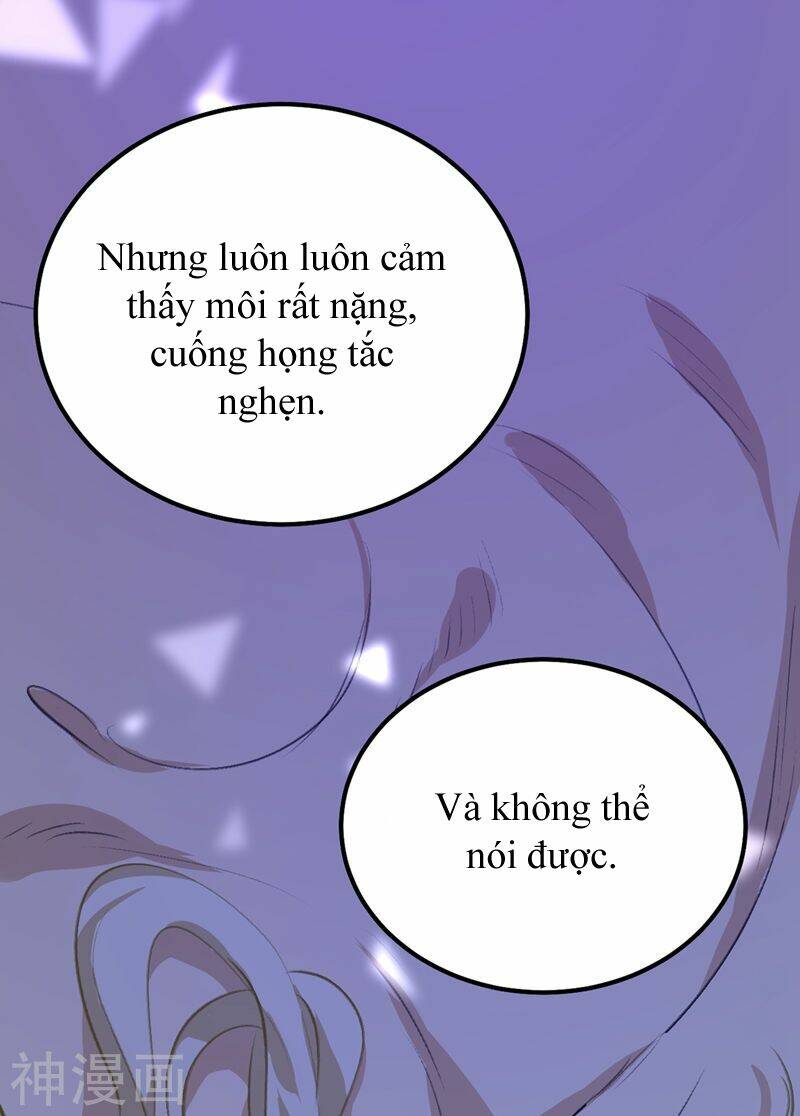 Nhưng luôn luôn cảm
thấy môi rất nặng,
cuống họng tắc
nghẹn.
Và không thể
nói được.
神漫画